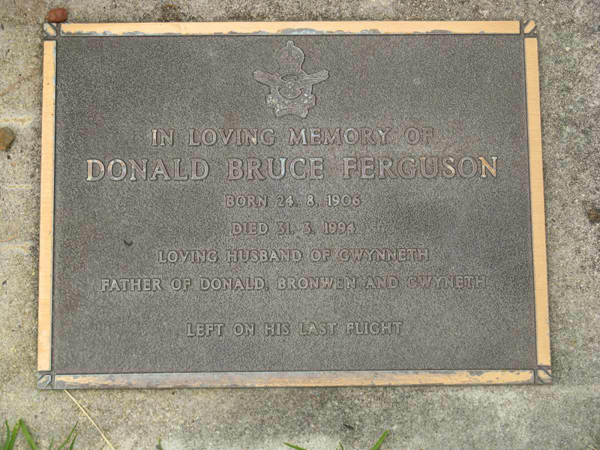 IN LOVING MEMORY OF
DONALD BRUCE FERGUSON
BORN 24. 8. 1906
DIED 31. 3. 1994
LOVING HUSBAND OF GWYNNETH
FATHER OF DONALD, BRONWEN AND GWYNETH
LEFT ON HIS LAST FLIGHT